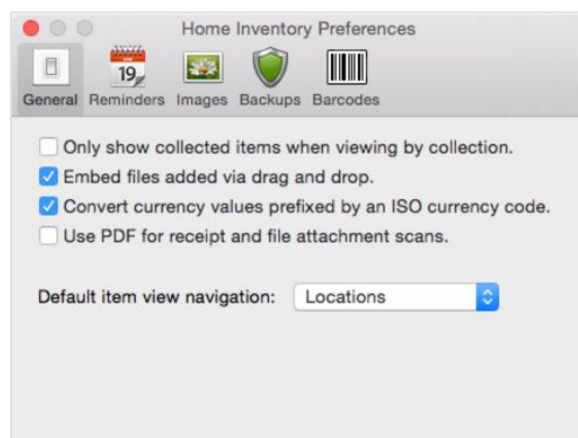 Home Inventory Preferences
19
General Reminders Images Backups Barcodes
Only show collected items when viewing by collection.
Embed files added via drag and drop.
Convert currency values prefixed by an ISO currency code.
Use PDF for receipt and file attachment scans.
Default item view navigation: Locations